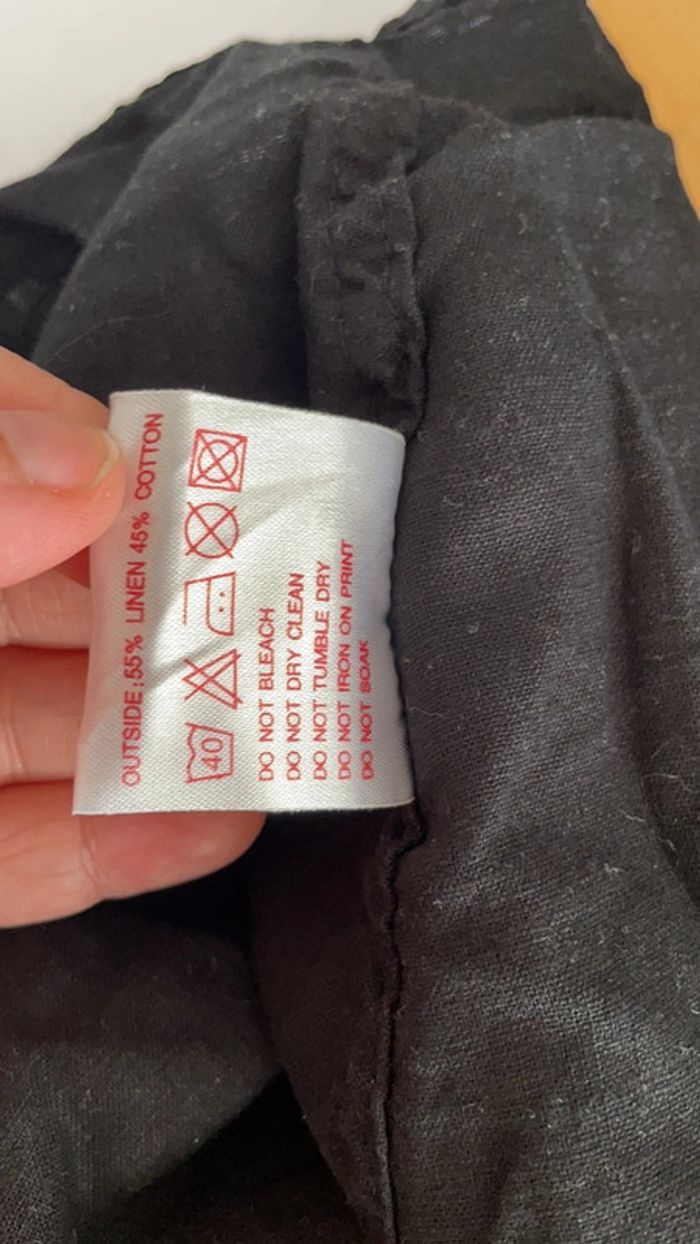 OUTSIDE:55% LINEN 45% COTTON
40
DO NOT BLEACH
DO NOT DRY CLEAN
DO NOT TUMBLE DRY
DO NOT IRON ON PRINT
DO NOT SOAK